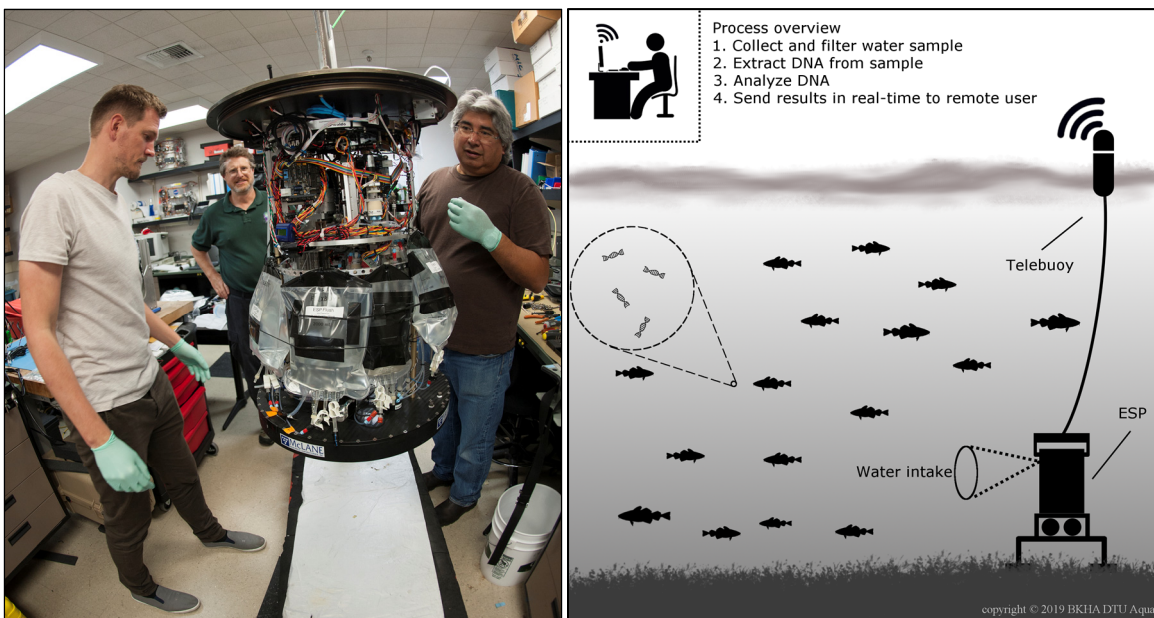 McLANE
Process overview
1. Collect and filter water sample
2. Extract DNA from sample
3. Analyze DNA
4. Send results in real-time to remote user
Telebuoy
ESP
Water intake
copyright © 2019 BKHA DTU Aqua